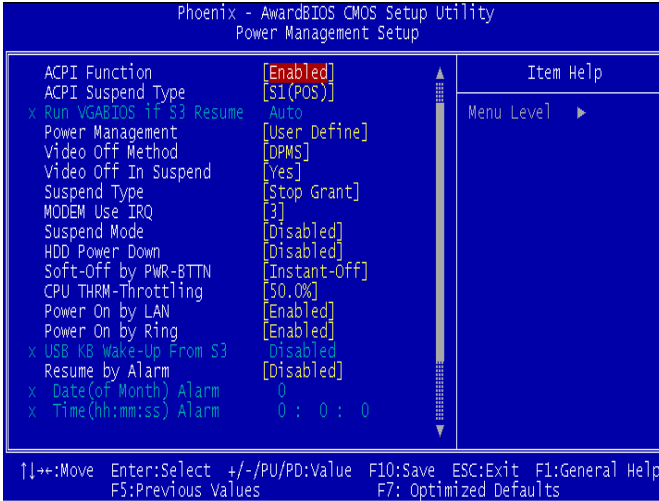 Phoenix - AwardBIOS CMOS Setup Utility
Power Management Setup
ACPI Function [Enabled]
ACPI Suspend Type [S1(POS)]
x Run VGABIOS if S3 Resume Auto
Power Management [User Define]
Video Off Method [DPMS]
Video Off In Suspend [Yes]
Suspend Type [Stop Grant]
MODEM Use IRQ [3]
Suspend Mode [Disabled]
HDD Power Down [Disabled]
Soft-Off by PWR-BTTN [Instant-Off]
CPU THRM-Throttling [50.0%]
Power On by LAN [Enabled]
Power On by Ring [Enabled]
x USB KB Wake-Up From S3 Disabled
Resume by Alarm [Disabled]
x Date(of Month) Alarm 0
x Time(hh:mm:ss) Alarm 0 : 0 : 0
Item Help
Menu Level ►
↑↓→←:Move Enter:Select +/-/PU/PD:Value F10:Save ESC:Exit F1:General Help
F5:Previous Values F7: Optimized Defaults